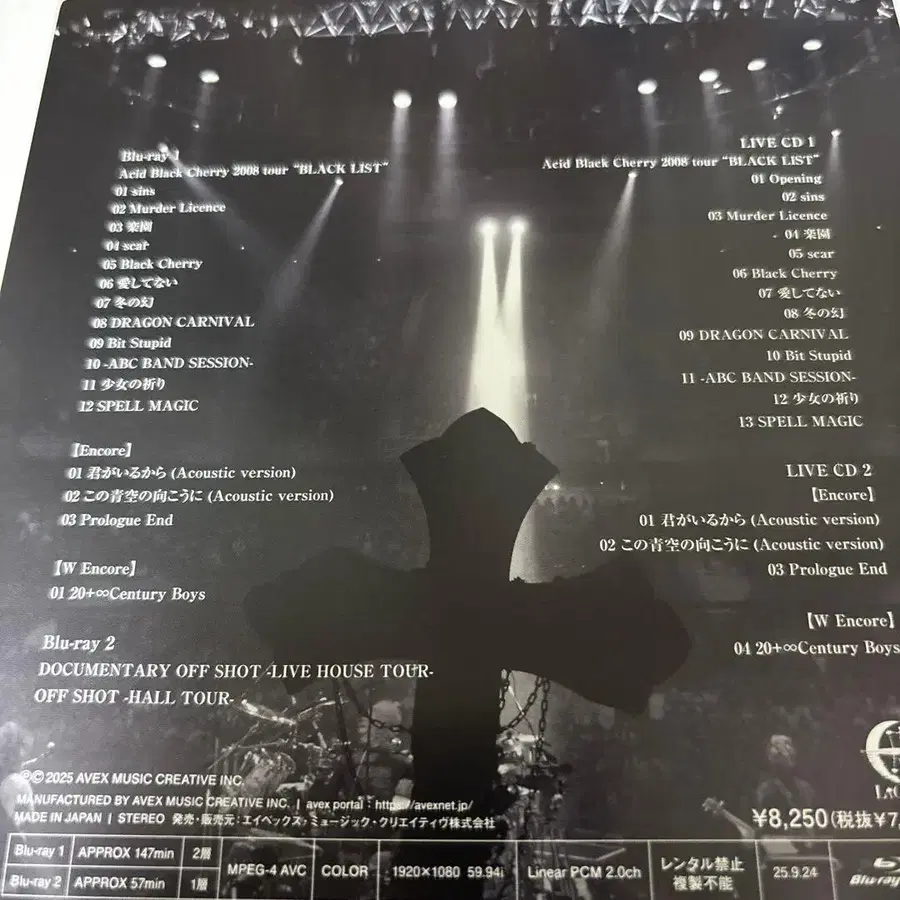 Blu-ray 1
Acid Black Cherry 2008 tour "BLACK LIST"
01 sins
02 Murder Licence
03 楽園
04 scar
05 Black Cherry
06 愛してない
07 冬の幻
08 DRAGON CARNIVAL
09 Bit Stupid
10 -ABC BAND SESSION-
11 少女の祈り
12 SPELL MAGIC
【Encore】
01 君がいるから (Acoustic version)
02 この青空の向こうに (Acoustic version)
03 Prologue End
【W Encore】
01 20+∞Century Boys
Blu-ray 2
DOCUMENTARY OFF SHOT -LIVE HOUSE TOUR-
OFF SHOT -HALL TOUR-
LIVE CD 1
Acid Black Cherry 2008 tour "BLACK LIST"
01 Opening
02 sins
03 Murder Licence
04 楽園
05 scar
06 Black Cherry
07 愛してない
08 冬の幻
09 DRAGON CARNIVAL
10 Bit Stupid
11 -ABC BAND SESSION-
12 少女の祈り
13 SPELL MAGIC
LIVE CD 2
【Encore】
01 君がいるから (Acoustic version)
02 この青空の向こうに (Acoustic version)
03 Prologue End
【W Encore】
04 20+∞Century Boys
℗© 2025 AVEX MUSIC CREATIVE INC.
MANUFACTURED BY AVEX MUSIC CREATIVE INC. | avex portal : https://avexnet.jp/
MADE IN JAPAN | STEREO 発売・販売元：エイベックス・ミュージック・クリエイティヴ株式会社
¥8,250(税抜¥7,
Blu-ray 1 APPROX 147min 2層
Blu-ray 2 APPROX 57min 1層
MPEG-4 AVC COLOR 1920×1080 59.94i Linear PCM 2.0ch
レンタル禁止
複製不能
25.9.24
Blu-ray